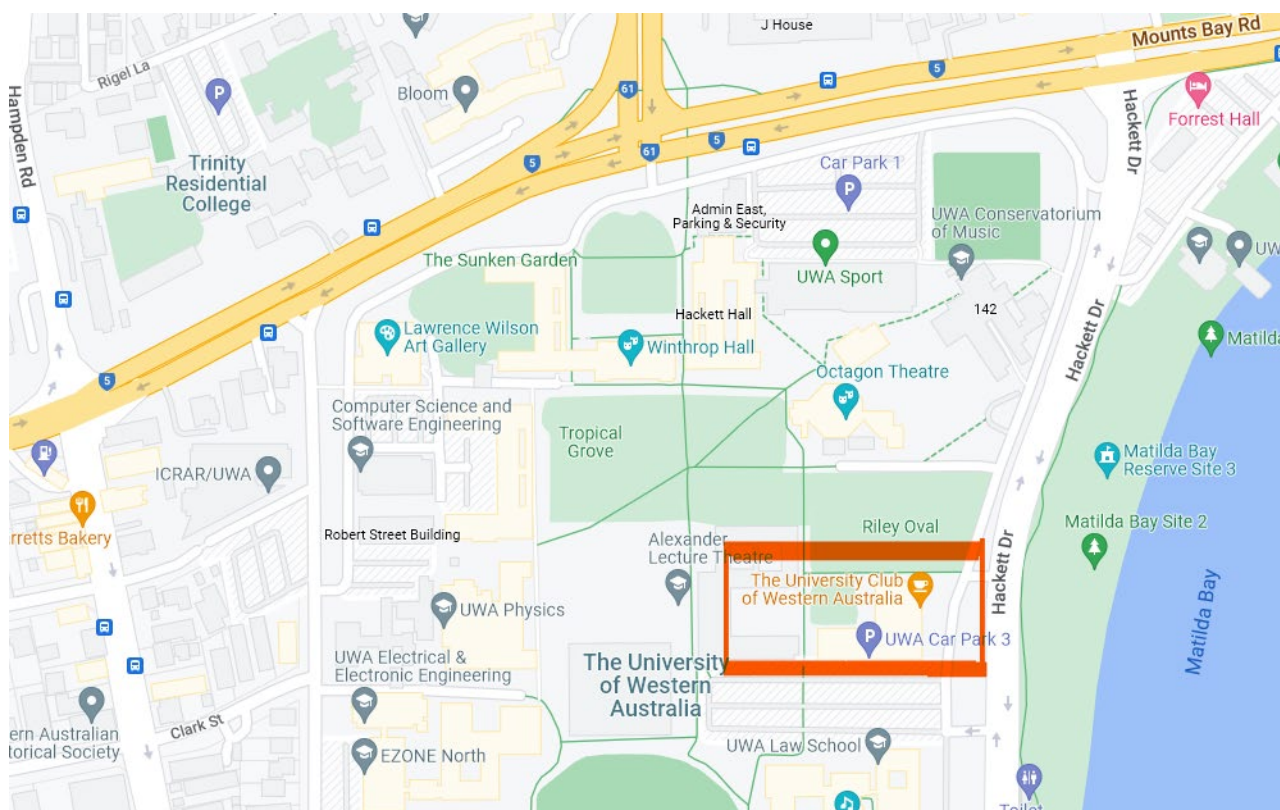 J House
Mounts Bay Rd
Rigel La
Bloom
5
61
Hampden Rd
P
Hackett Dr
Forrest Hall
61
5
5
Trinity
Residential
College
Car Park 1
P
Admin East,
Parking & Security
UWA Conservatorium
of Music
The Sunken Garden
UWA Sport
142
Hackett Hall
Hackett Dr
Lawrence Wilson
Art Gallery
Winthrop Hall
5
Octagon Theatre
Computer Science and
Software Engineering
Tropical
Grove
ICRAR/UWA
Matilda Bay
Reserve Site 3
Riley Oval
Matilda Bay Site 2
rretts Bakery
Robert Street Building
Alexander
Lecture Theatre
Hackett Dr
The University Club
of Western Australia
Matilda Bay
UWA Physics
P
UWA Car Park 3
UWA Electrical &
Electronic Engineering
The University
of Western
Australia
Clark St
ern Australian
torical Society
EZONE North
UWA Law School
Toilet